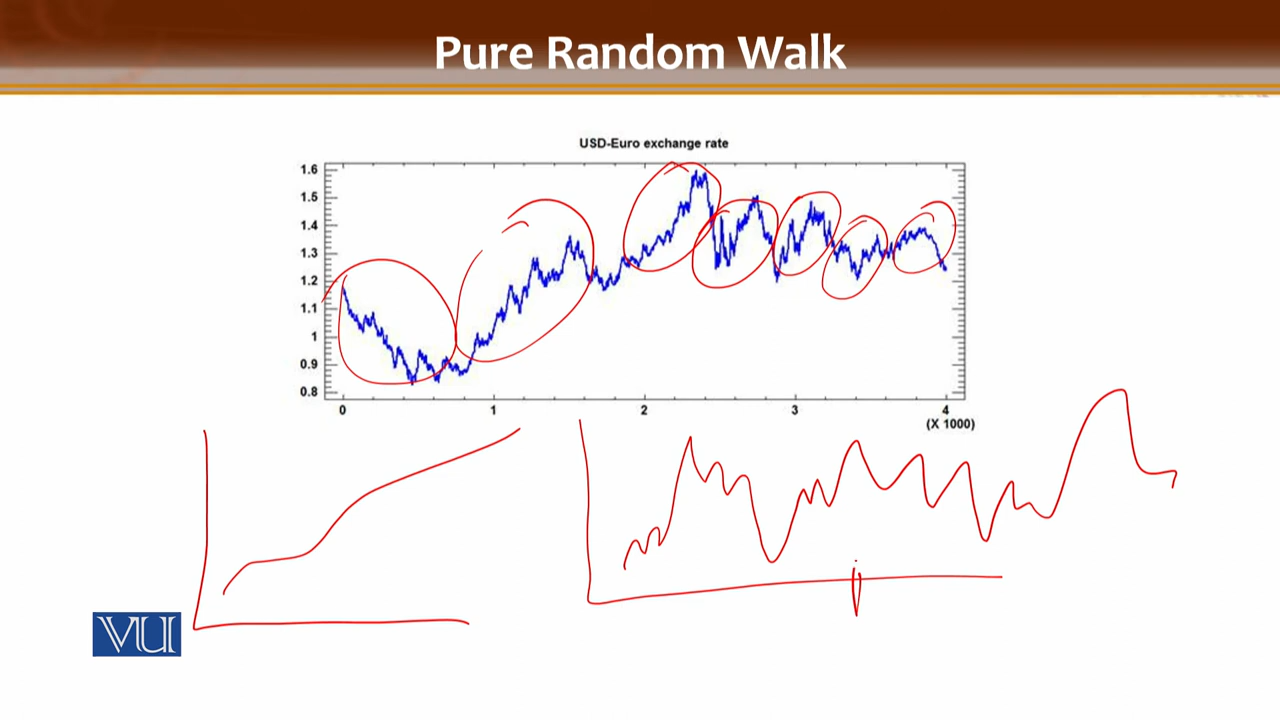 Pure Random Walk
USD-Euro exchange rate
1.6
1.5
1.4
1.3
1.2
1.1
1
0.9
0.8
0 1 2 3 4
(X 1000)
VU